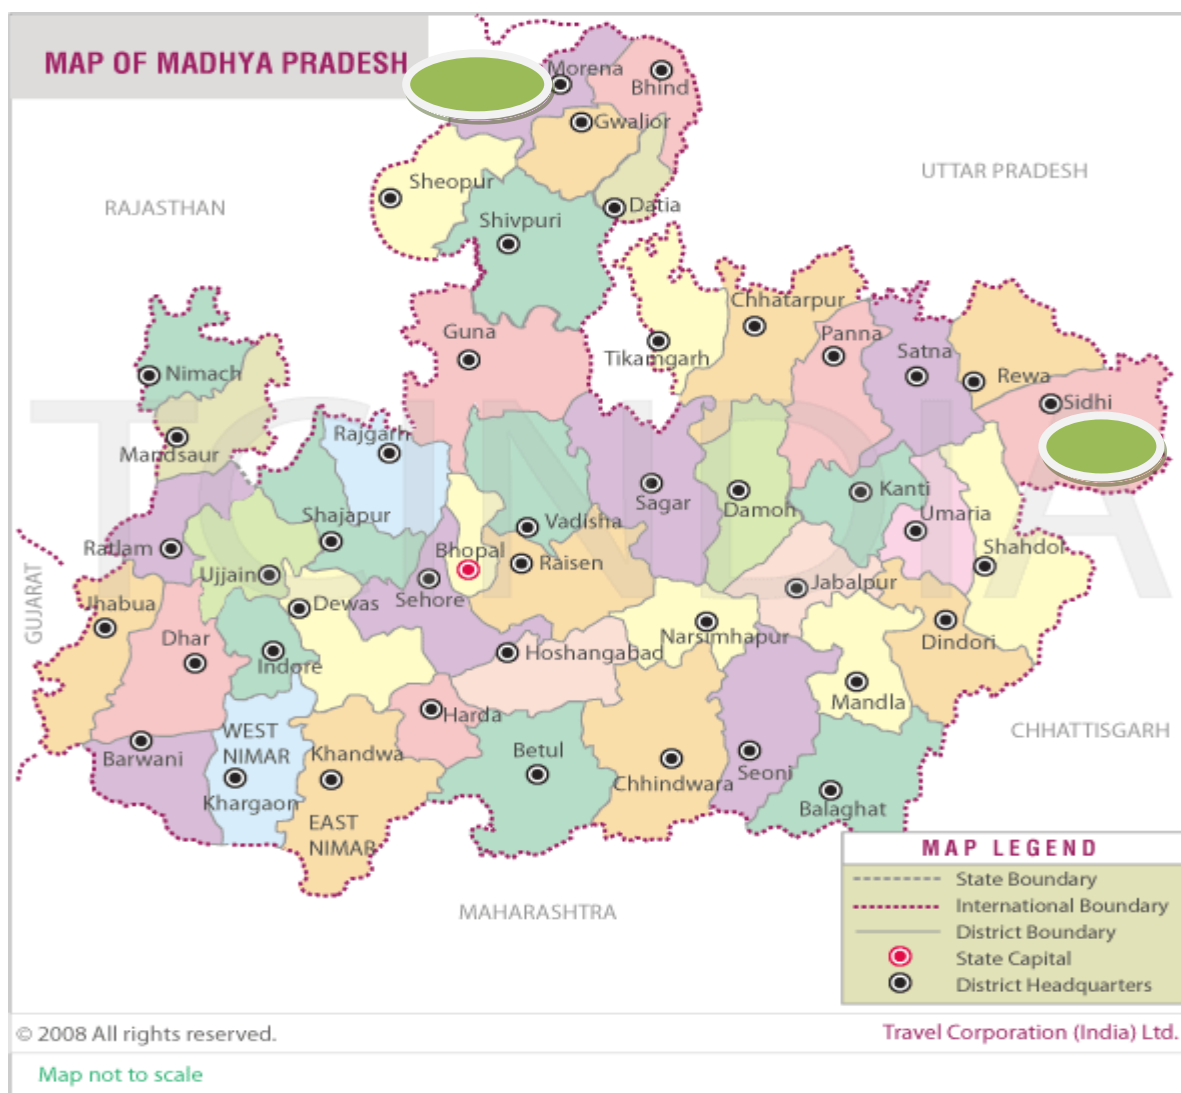 MAP OF MADHYA PRADESH
Morena
Bhind
Gwalior
UTTAR PRADESH
Sheopur
RAJASTHAN
Datia
Shivpuri
Chhatarpur
Guna
Panna
Tikamgarh
Satna
Nimach
Rewa
Sidhi
Rajgarh
Mandsaur
Kanti
Sagar
Damoh
Umaria
Shajapur
Vadisha
Ratlam
Bhopal
Shahdol
Raisen
Ujjain
Jabalpur
GUJARAT
Jhabua
Dewas
Sehore
Narsimhapur
Dindori
Dhar
Hoshangabad
Indore
Mandla
Harda
WEST
NIMAR
CHHATTISGARH
Barwani
Khandwa
Betul
Seoni
Chhindwara
Khargaon
Balaghat
EAST
NIMAR
MAHARASHTRA
TCINDIA
MAP LEGEND
State Boundary
International Boundary
District Boundary
State Capital
District Headquarters
© 2008 All rights reserved.
Travel Corporation (India) Ltd.
Map not to scale